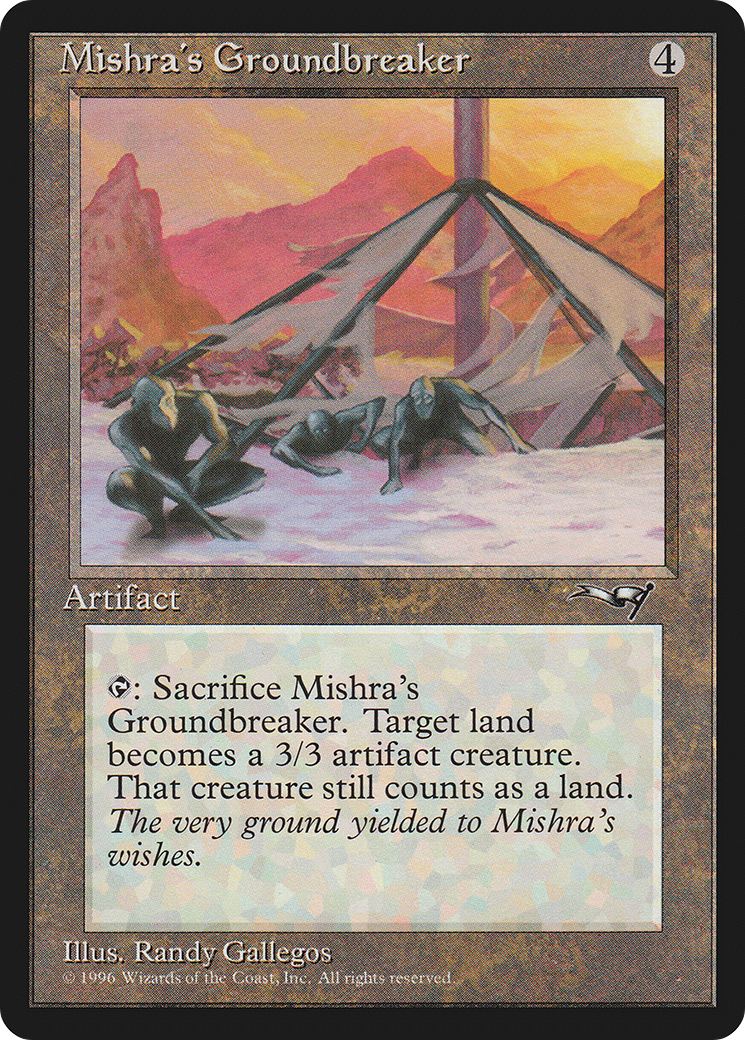 Mishra's Groundbreaker 4
Artifact
: Sacrifice Mishra's
Groundbreaker. Target land
becomes a 3/3 artifact creature.
That creature still counts as a land.
The very ground yielded to Mishra's
wishes.
Illus. Randy Gallegos
© 1996 Wizards of the Coast, Inc. All rights reserved.